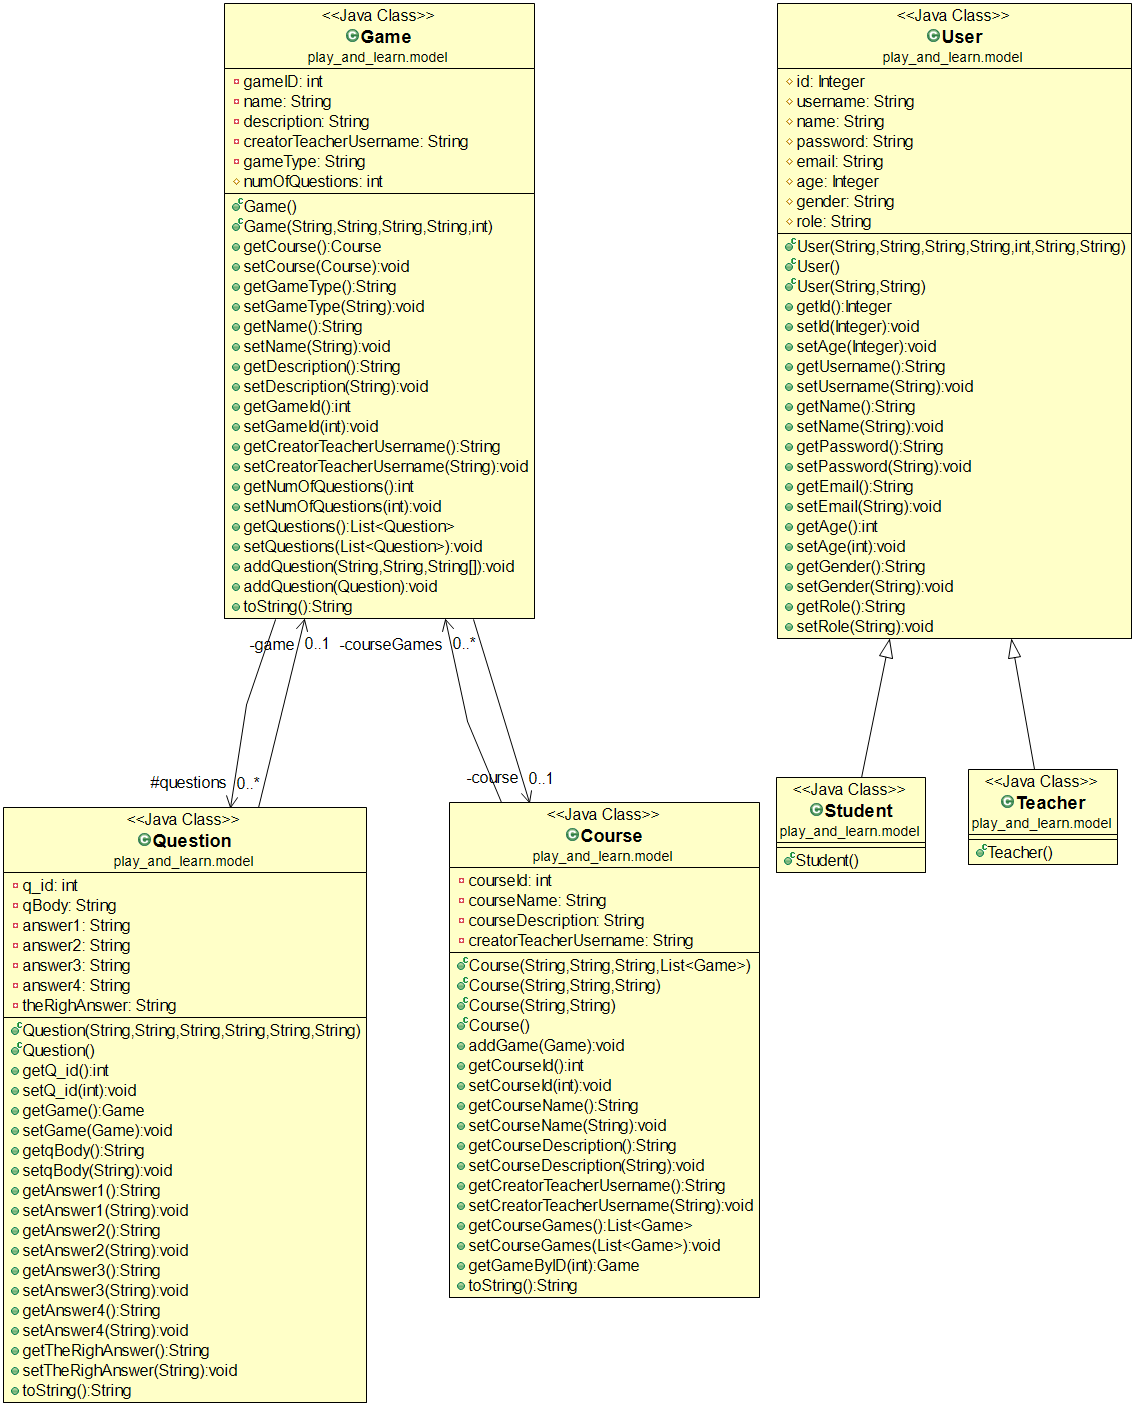 <<Java Class>>
Game
play_and_learn.model
gameID: int
name: String
description: String
creatorTeacherUsername: String
gameType: String
numOfQuestions: int
Game()
Game(String,String,String,String,int)
getCourse():Course
setCourse(Course):void
getGameType():String
setGameType(String):void
getName():String
setName(String):void
getDescription():String
setDescription(String):void
getGameId():int
setGameId(int):void
getCreatorTeacherUsername():String
setCreatorTeacherUsername(String):void
getNumOfQuestions():int
setNumOfQuestions(int):void
getQuestions():List<Question>
setQuestions(List<Question>):void
addQuestion(String,String,String[]):void
addQuestion(Question):void
toString():String
<<Java Class>>
User
play_and_learn.model
id: Integer
username: String
name: String
password: String
email: String
age: Integer
gender: String
role: String
User(String,String,String,String,int,String,String)
User()
User(String,String)
getId():Integer
setId(Integer):void
setAge(Integer):void
getUsername():String
setUsername(String):void
getName():String
setName(String):void
getPassword():String
setPassword(String):void
getEmail():String
setEmail(String):void
getAge():int
setAge(int):void
getGender():String
setGender(String):void
getRole():String
setRole(String):void
-game 0..1
-courseGames 0..*
#questions 0..*
-course 0..1
<<Java Class>>
Question
play_and_learn.model
q_id: int
qBody: String
answer1: String
answer2: String
answer3: String
answer4: String
theRighAnswer: String
Question(String,String,String,String,String,String)
Question()
getQ_id():int
setQ_id(int):void
getGame():Game
setGame(Game):void
getqBody():String
setqBody(String):void
getAnswer1():String
setAnswer1(String):void
getAnswer2():String
setAnswer2(String):void
getAnswer3():String
setAnswer3(String):void
getAnswer4():String
setAnswer4(String):void
getTheRighAnswer():String
setTheRighAnswer(String):void
toString():String
<<Java Class>>
Course
play_and_learn.model
courseId: int
courseName: String
courseDescription: String
creatorTeacherUsername: String
Course(String,String,String,List<Game>)
Course(String,String,String)
Course(String,String)
Course()
addGame(Game):void
getCourseId():int
setCourseId(int):void
getCourseName():String
setCourseName(String):void
getCourseDescription():String
setCourseDescription(String):void
getCreatorTeacherUsername():String
setCreatorTeacherUsername(String):void
getCourseGames():List<Game>
setCourseGames(List<Game>):void
getGameByID(int):Game
toString():String
<<Java Class>>
Student
play_and_learn.model
Student()
<<Java Class>>
Teacher
play_and_learn.model
Teacher()